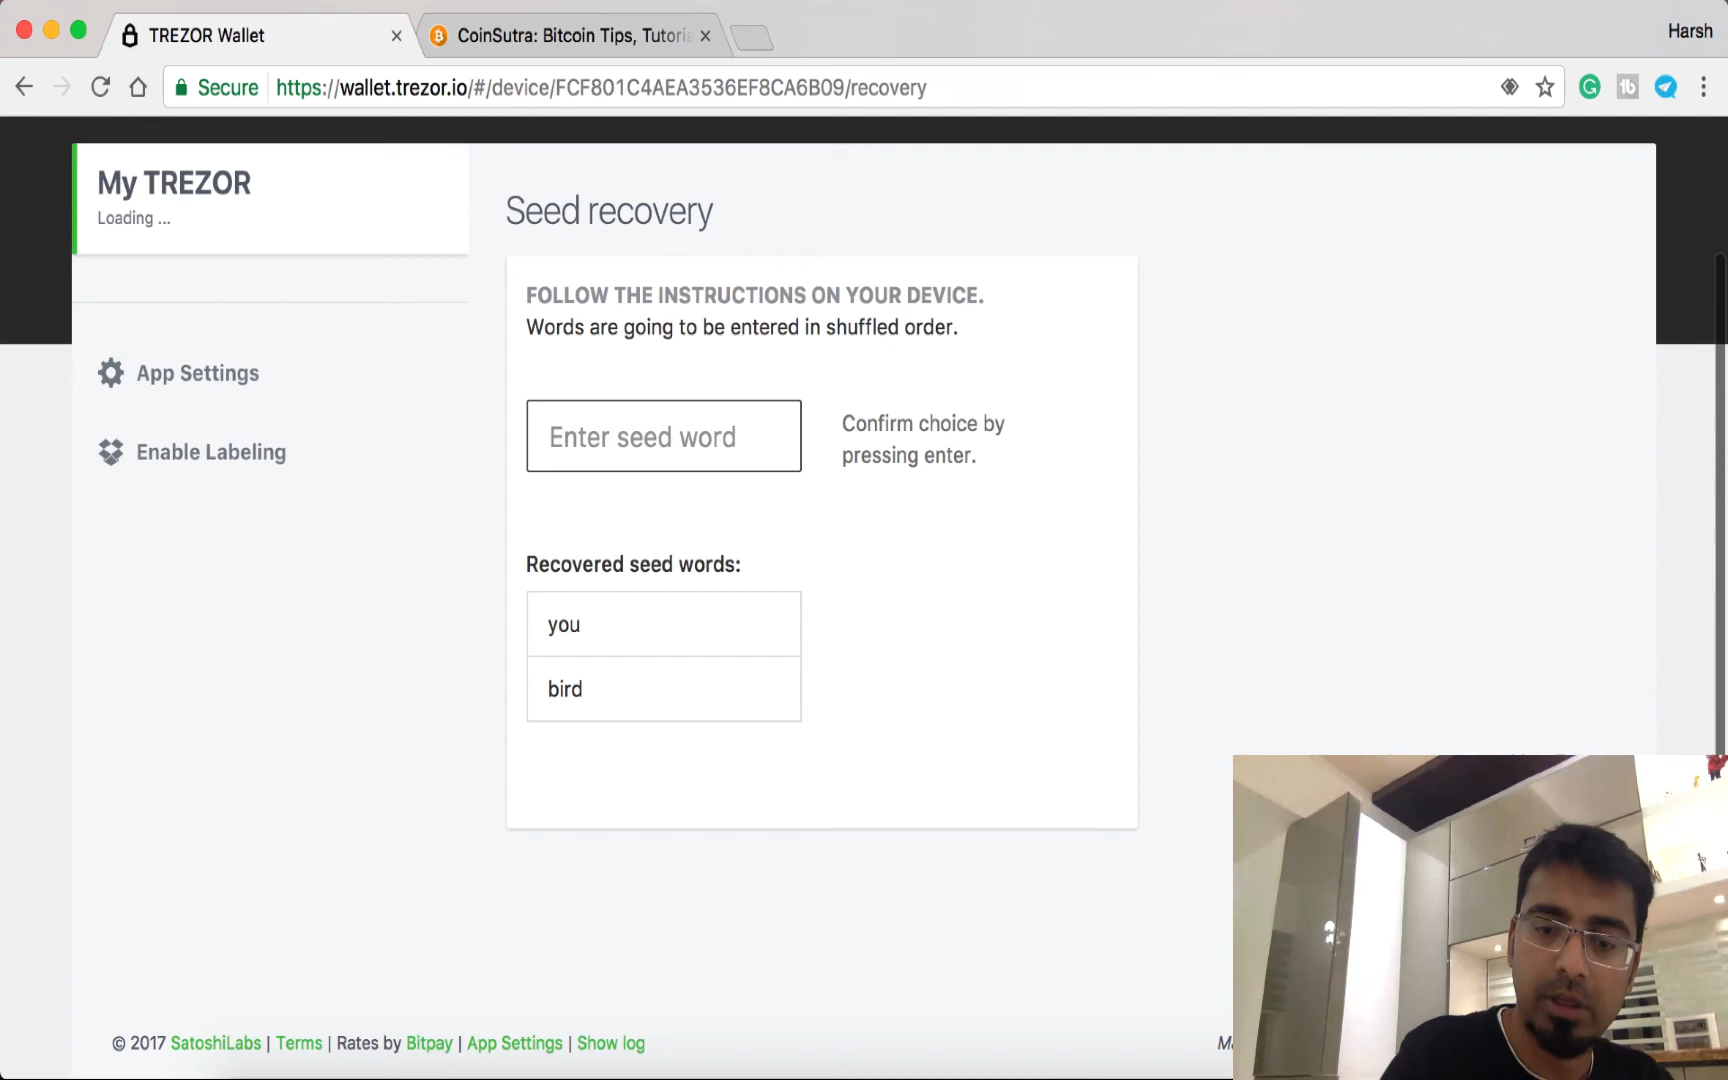 TREZOR Wallet
CoinSutra: Bitcoin Tips, Tutoria
Harsh
Secure
https://wallet.trezor.io/#/device/FCF801C4AEA3536EF8CA6B09/recovery
My TREZOR
Loading ...
App Settings
Enable Labeling
Seed recovery
FOLLOW THE INSTRUCTIONS ON YOUR DEVICE.
Words are going to be entered in shuffled order.
Enter seed word
Confirm choice by
pressing enter.
Recovered seed words:
you
bird
© 2017 SatoshiLabs | Terms | Rates by Bitpay | App Settings | Show log